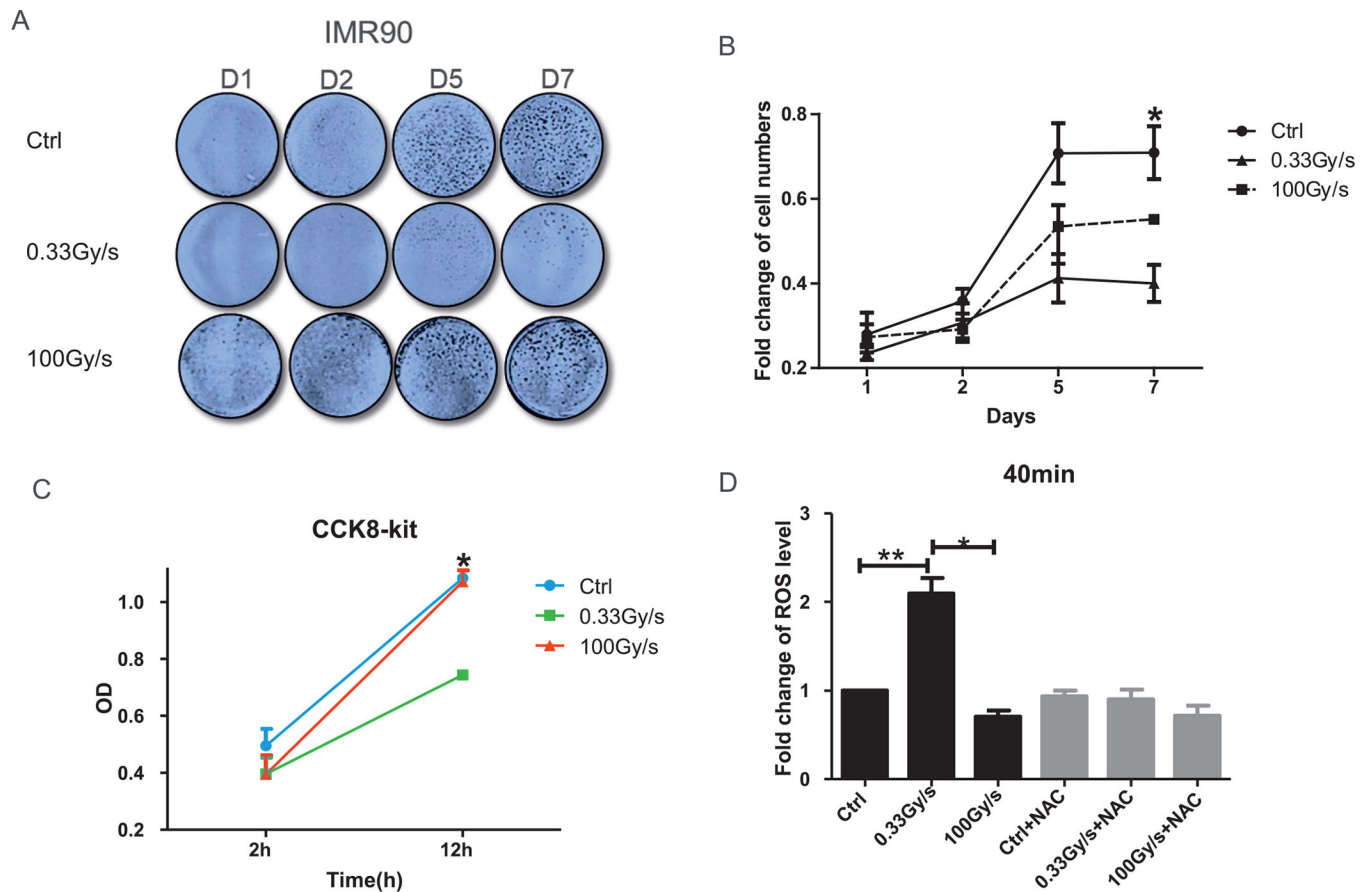 A
IMR90
D1 D2 D5 D7
Ctrl
0.33Gy/s
100Gy/s
B
Fold change of cell numbers
0.8
0.6
0.4
0.2
*
1 2 5 7
Days
Ctrl
0.33Gy/s
100Gy/s
C
CCK8-kit
OD
1.0
0.8
0.6
0.4
0.2
*
2h 12h
Time(h)
Ctrl
0.33Gy/s
100Gy/s
D
40min
Fold change of ROS level
3
2
1
0
** *
Ctrl
0.33Gy/s
100Gy/s
Ctrl+NAC
0.33Gy/s+NAC
100Gy/s+NAC